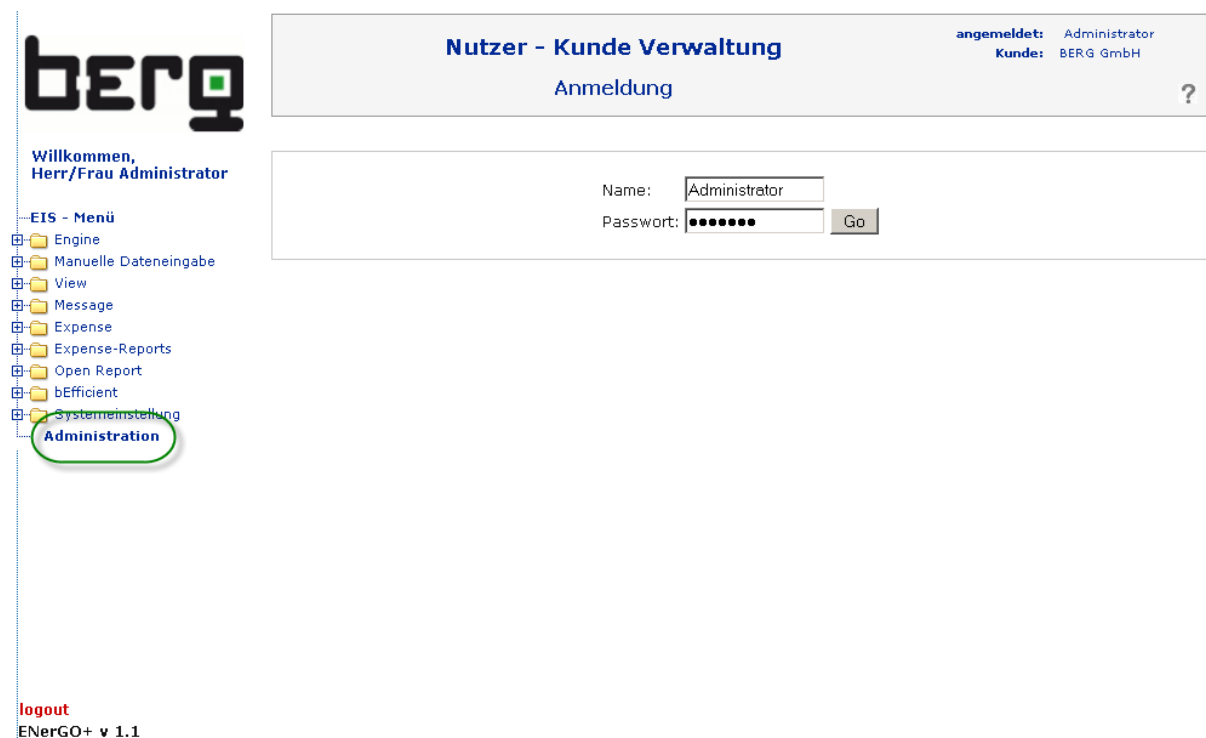 berg
Nutzer - Kunde Verwaltung
Anmeldung
angemeldet: Administrator
Kunde: BERG GmbH
?
Willkommen,
Herr/Frau Administrator
EIS - Menü
Engine
Manuelle Dateneingabe
View
Message
Expense
Expense-Reports
Open Report
bEfficient
Systemeinstellung
Administration
Name: Administrator
Passwort: ●●●●●●● Go
logout
ENerGO+ v 1.1